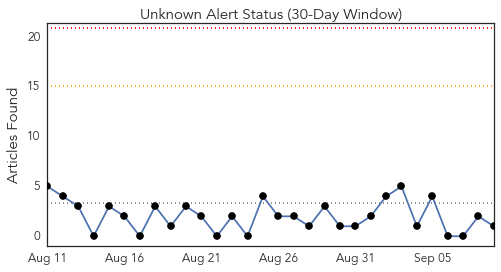 Unknown Alert Status (30-Day Window)
Articles Found
20
15
10
5
0
Aug 11 Aug 16 Aug 21 Aug 26 Aug 31 Sep 05